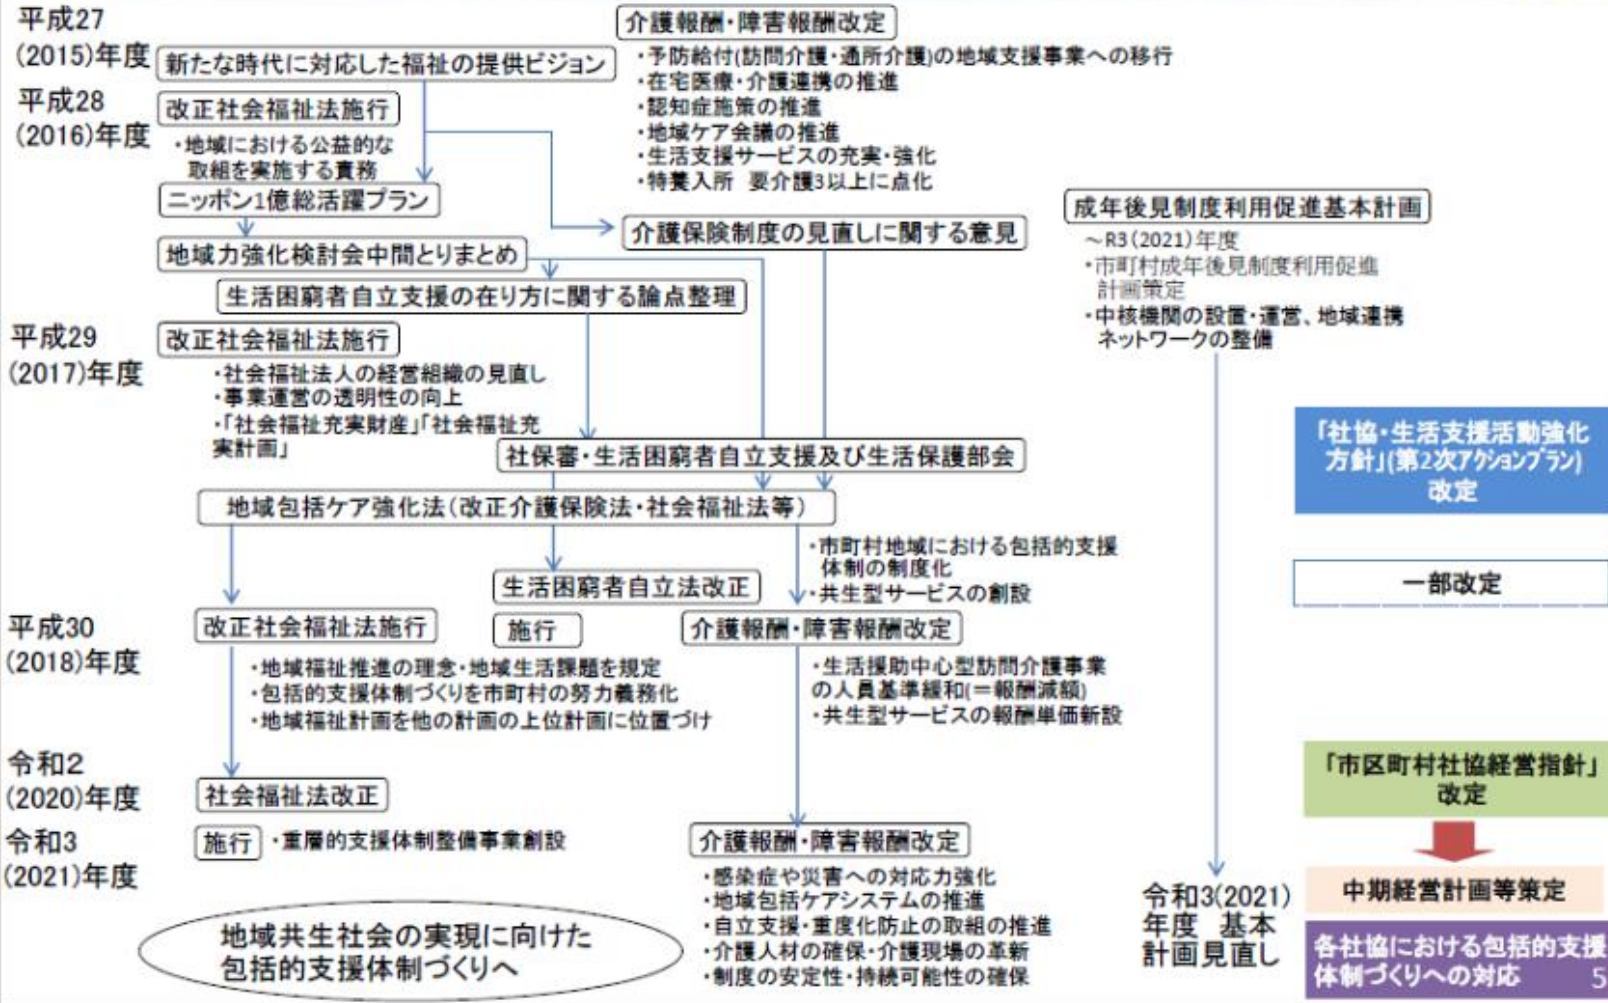 平成27
(2015)年度
新たな時代に対応した福祉の提供ビジョン
介護報酬・障害報酬改定
・予防給付(訪問介護・通所介護)の地域支援事業への移行
・在宅医療・介護連携の推進
・認知症施策の推進
・地域ケア会議の推進
・生活支援サービスの充実・強化
・特養入所　要介護3以上に点化
平成28
(2016)年度
改正社会福祉法施行
・地域における公益的な
取組を実施する責務
ニッポン1億総活躍プラン
介護保険制度の見直しに関する意見
地域力強化検討会中間とりまとめ
生活困窮者自立支援の在り方に関する論点整理
成年後見制度利用促進基本計画
～R3(2021)年度
・市町村成年後見制度利用促進
計画策定
・中核機関の設置・運営、地域連携
ネットワークの整備
平成29
(2017)年度
改正社会福祉法施行
・社会福祉法人の経営組織の見直し
・事業運営の透明性の向上
・「社会福祉充実財産」「社会福祉充
実計画」
社保審・生活困窮者自立支援及び生活保護部会
地域包括ケア強化法(改正介護保険法・社会福祉法等)
・市町村地域における包括的支援
体制の制度化
・共生型サービスの創設
生活困窮者自立法改正
「社協・生活支援活動強化
方針」(第2次アクションプラン)
改定
一部改定
平成30
(2018)年度
改正社会福祉法施行
施行
介護報酬・障害報酬改定
・地域福祉推進の理念・地域生活課題を規定
・包括的支援体制づくりを市町村の努力義務化
・地域福祉計画を他の計画の上位計画に位置づけ
・生活援助中心型訪問介護事業
の人員基準緩和(＝報酬減額)
・共生型サービスの報酬単価新設
令和2
(2020)年度
社会福祉法改正
「市区町村社協経営指針」
改定
令和3
(2021)年度
施行
・重層的支援体制整備事業創設
介護報酬・障害報酬改定
・感染症や災害への対応力強化
・地域包括ケアシステムの推進
・自立支援・重度化防止の取組の推進
・介護人材の確保・介護現場の革新
・制度の安定性・持続可能性の確保
令和3(2021)
年度　基本
計画見直し
中期経営計画等策定
各社協における包括的支援
体制づくりへの対応
5
地域共生社会の実現に向けた
包括的支援体制づくりへ